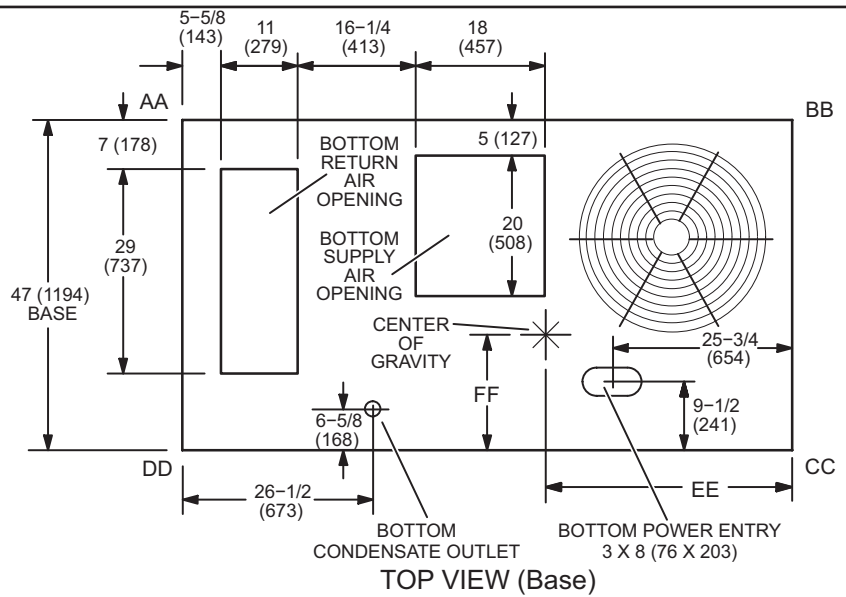 5−5/8
(143)
11
(279)
16−1/4
(413)
18
(457)
AA
BB
7 (178)
5 (127)
BOTTOM
RETURN
AIR
OPENING
29
(737)
20
(508)
BOTTOM
SUPPLY
AIR
OPENING
47 (1194)
BASE
CENTER
OF
GRAVITY
25−3/4
(654)
FF
9−1/2
(241)
6−5/8
(168)
DD
CC
26−1/2
(673)
EE
BOTTOM
CONDENSATE OUTLET
BOTTOM POWER ENTRY
3 X 8 (76 X 203)
TOP VIEW (Base)